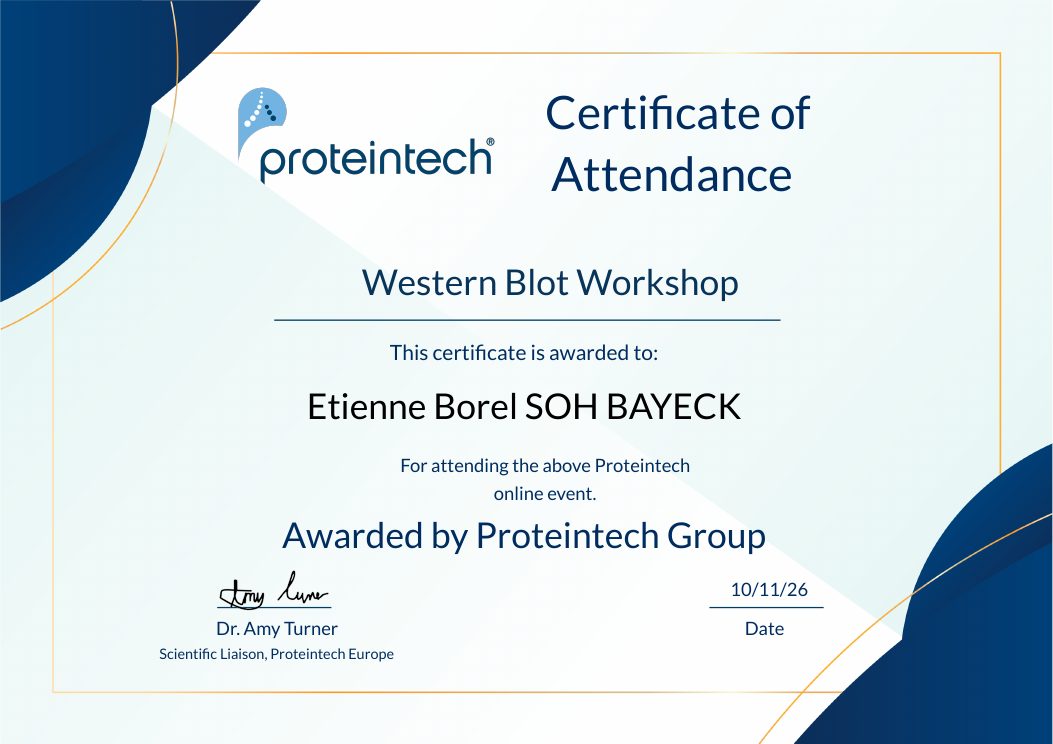 proteintech®
Certificate of
Attendance
Western Blot Workshop
This certificate is awarded to:
Etienne Borel SOH BAYECK
For attending the above Proteintech
online event.
Awarded by Proteintech Group
Amy Turner
10/11/26
Dr. Amy Turner
Date
Scientific Liaison, Proteintech Europe